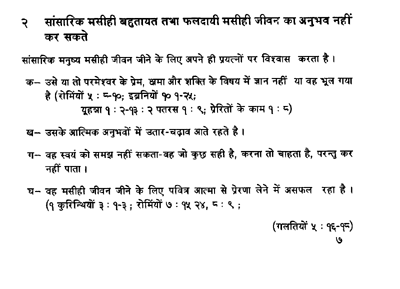 २ सांसारिक मसीही बहुतायत तथा फलदायी मसीही जीवन का अनुभव नहीं
कर सकते
सांसारिक मनुष्य मसीही जीवन जीने के लिए अपने ही प्रयत्नों पर विश्वास करता है ।
क– उसे या तो परमेश्वर के प्रेम, क्षमा और शक्ति के विषय में ज्ञान नहीं या वह भूल गया
है (रोमियों ५ : ८-१०; इब्रानियों १० १-२५;
यूहन्ना १ : २-१३ : २ पतरस १ : ९; प्रेरितों के काम १ : ८)
ख– उसके आत्मिक अनुभवों में उतार-चढ़ाव आते रहते है ।
ग– वह स्वयं को समझ नहीं सकता-वह जो कुछ सही है, करना तो चाहता है, परन्तु कर
नहीं पाता ।
घ– वह मसीही जीवन जीने के लिए पवित्र आत्मा से प्रेरणा लेने में असफल रहा है ।
(१ कुरिन्थियों ३ : १-३ ; रोमियों ७ : १५ २४, ८ : ९ ;
(गलतियों ५ : १६-१८)
७